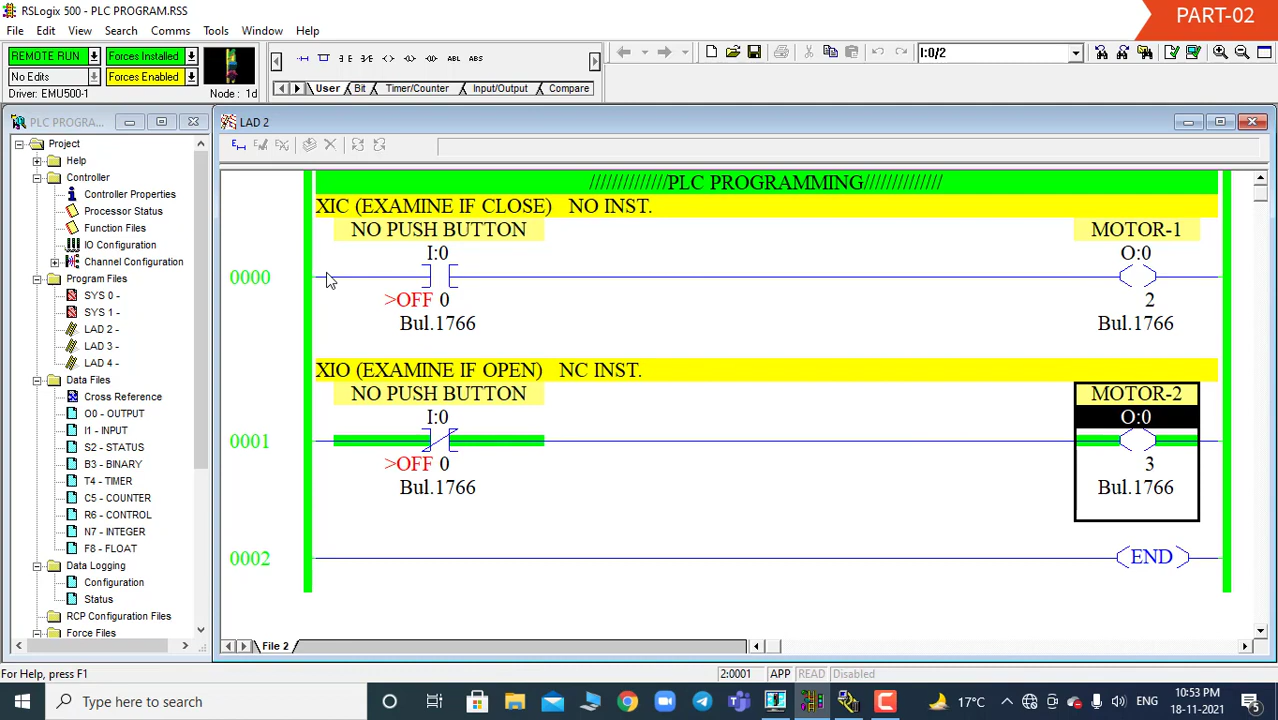 RSLogix 500 - PLC PROGRAM.RSS
PART-02
File Edit View Search Comms Tools Window Help
REMOTE RUN Forces Installed
No Edits Forces Enabled
Driver: EMU500-1 Node : 1d
ABL ABS
User Bit Timer/Counter Input/Output Compare
I:0/2
PLC PROGRA...
LAD 2
Project
Help
Controller
Controller Properties
Processor Status
Function Files
IO Configuration
Channel Configuration
Program Files
SYS 0 -
SYS 1 -
LAD 2 -
LAD 3 -
LAD 4 -
Data Files
Cross Reference
O0 - OUTPUT
I1 - INPUT
S2 - STATUS
B3 - BINARY
T4 - TIMER
C5 - COUNTER
R6 - CONTROL
N7 - INTEGER
F8 - FLOAT
Data Logging
Configuration
Status
RCP Configuration Files
Force Files
//////////////PLC PROGRAMMING/////////////
XIC (EXAMINE IF CLOSE) NO INST.
NO PUSH BUTTON MOTOR-1
I:0 O:0
0000
>OFF 0 2
Bul.1766 Bul.1766
XIO (EXAMINE IF OPEN) NC INST.
NO PUSH BUTTON MOTOR-2
I:0 O:0
0001
>OFF 0 3
Bul.1766 Bul.1766
0002 END
File 2
For Help, press F1
2:0001 APP READ Disabled
Type here to search
17°C ENG 10:53 PM
18-11-2021
5